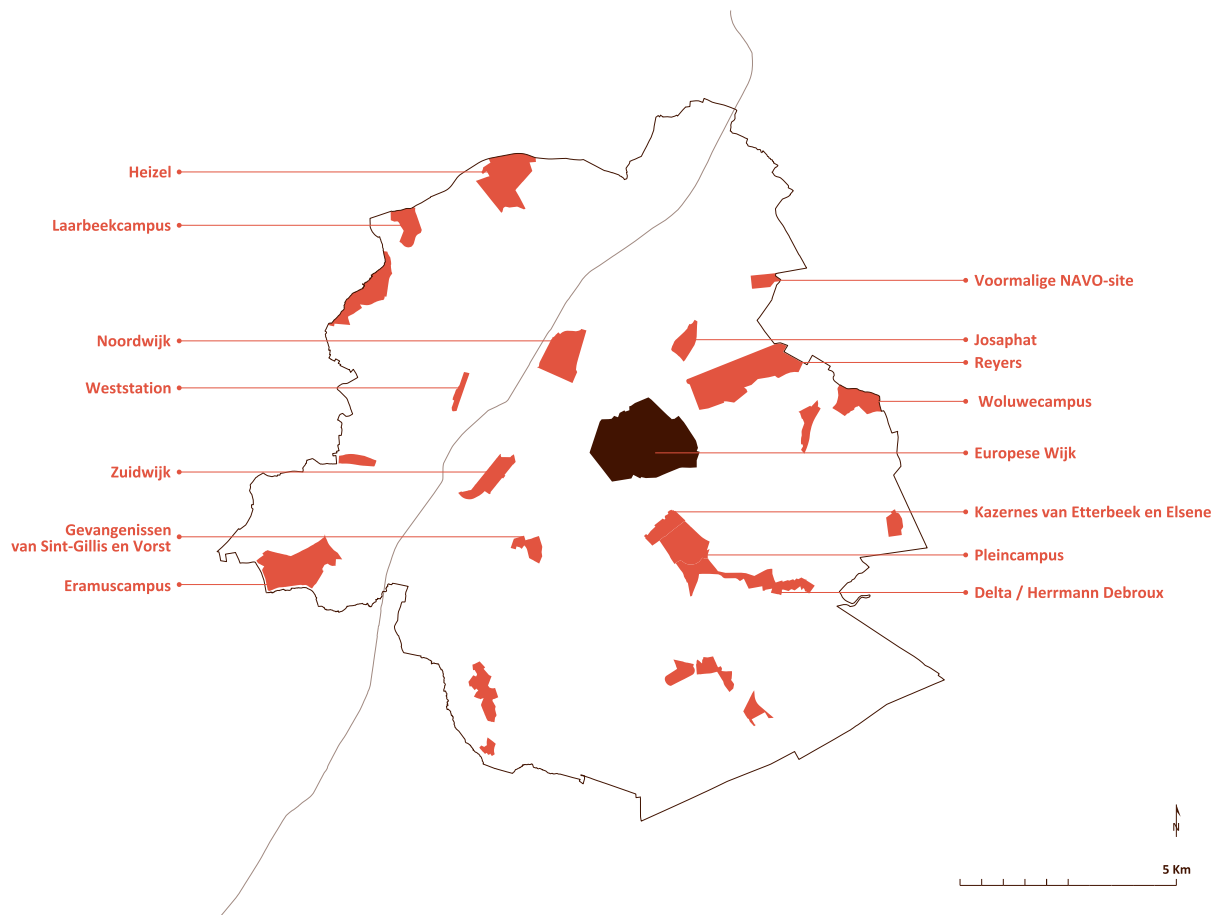 Heizel
Laarbeekcampus
Noordwijk
Weststation
Zuidwijk
Gevangenissen
van Sint-Gillis en Vorst
Eramuscampus
Voormalige NAVO-site
Josaphat
Reyers
Woluwecampus
Europese Wijk
Kazernes van Etterbeek en Elsene
Pleincampus
Delta / Herrmann Debroux
N
5 Km